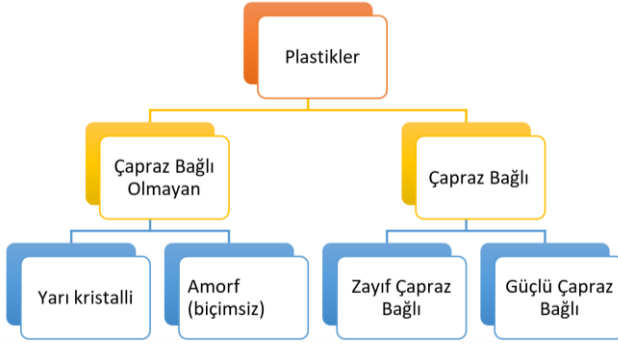 Plastikler
Çapraz Bağlı
Olmayan
Çapraz Bağlı
Yarı kristalli
Amorf
(biçimsiz)
Zayıf Çapraz
Bağlı
Güçlü Çapraz
Bağlı